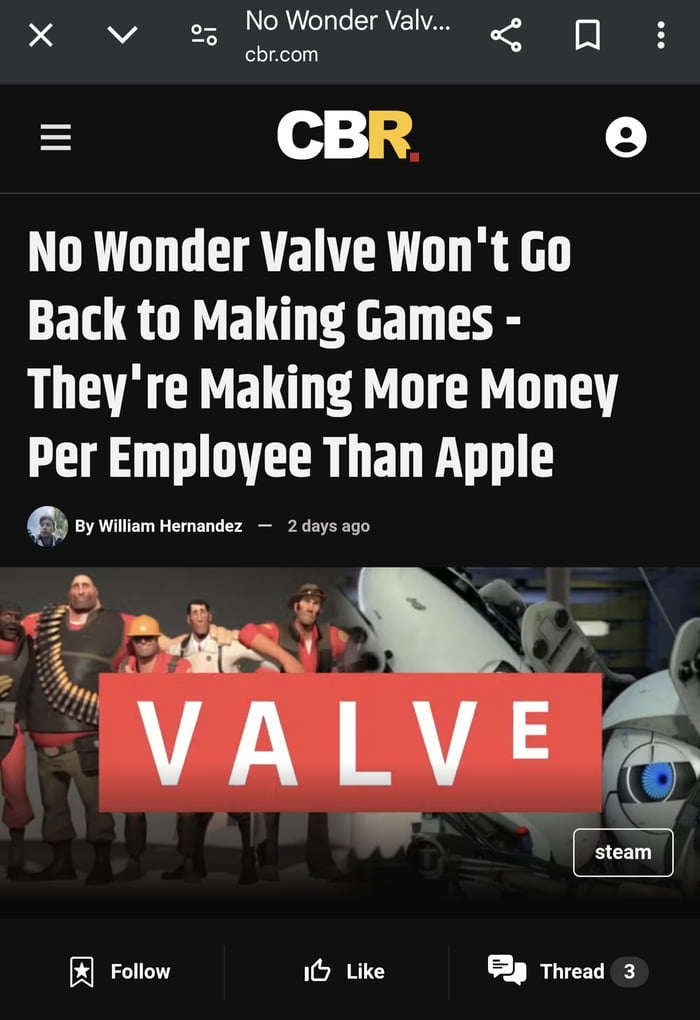 No Wonder Valv...
cbr.com
CBR.
No Wonder Valve Won't Go
Back to Making Games -
They're Making More Money
Per Employee Than Apple
By William Hernandez — 2 days ago
VALVE
steam
Follow
Like
Thread 3